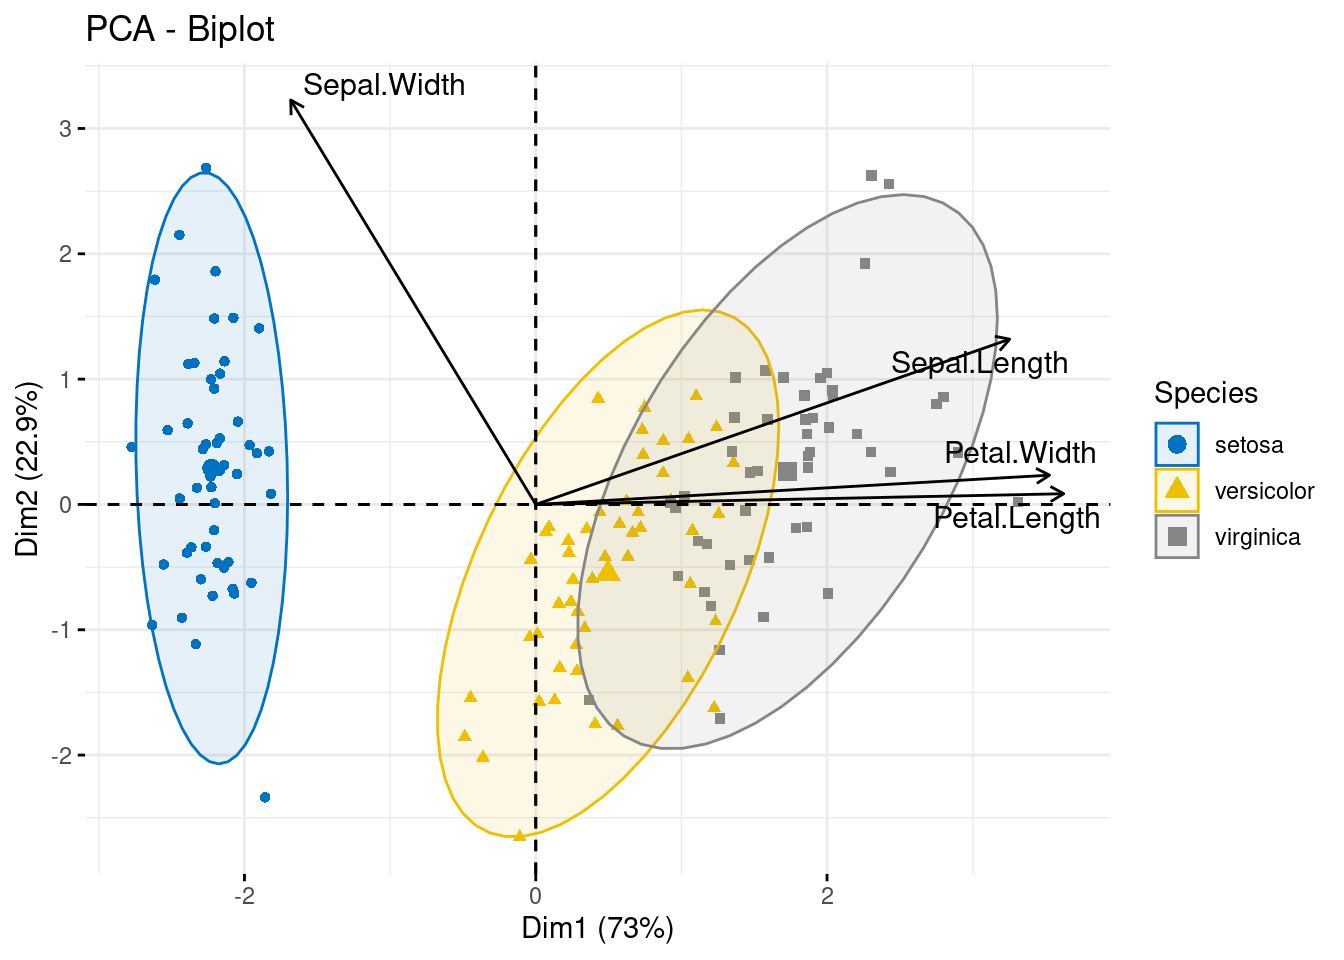 PCA - Biplot
Sepal.Width
Sepal.Length
Petal.Width
Petal.Length
3
2
1
0
-1
-2
Dim2 (22.9%)
-2
0
2
Dim1 (73%)
Species
setosa
versicolor
virginica